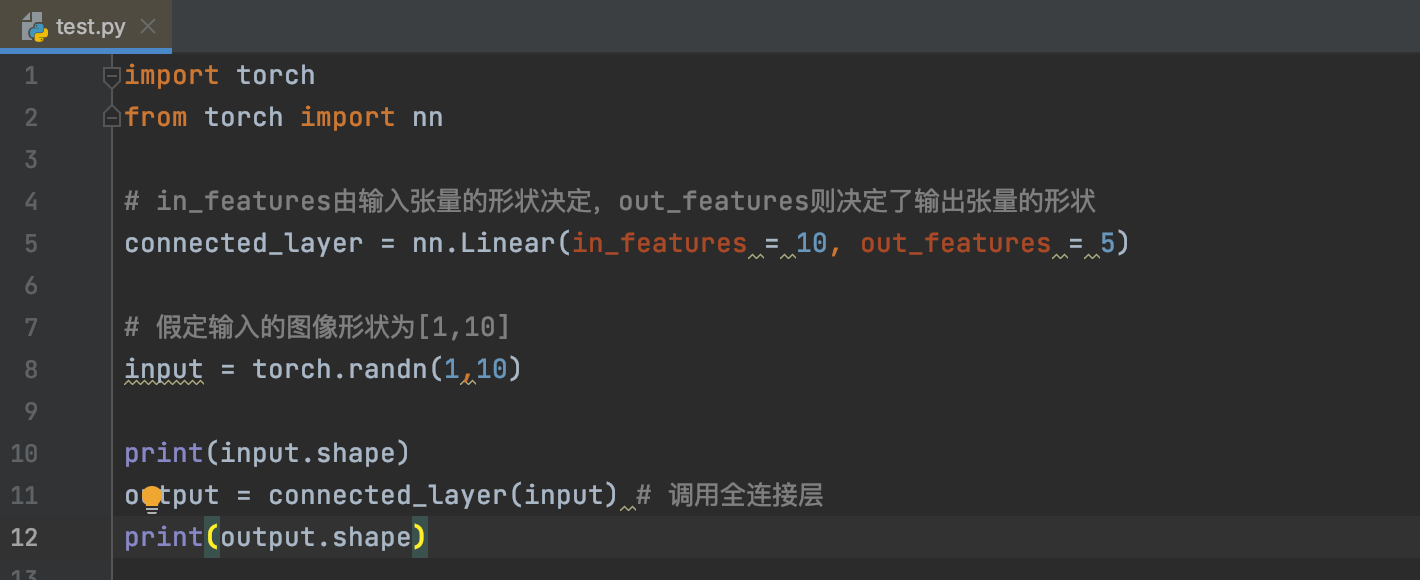 test.py
1 import torch
2 from torch import nn
3
4 # in_features由输入张量的形状决定，out_features则决定了输出张量的形状
5 connected_layer = nn.Linear(in_features = 10, out_features = 5)
6
7 # 假定输入的图像形状为[1,10]
8 input = torch.randn(1,10)
9
10 print(input.shape)
11 output = connected_layer(input) # 调用全连接层
12 print(output.shape)
13